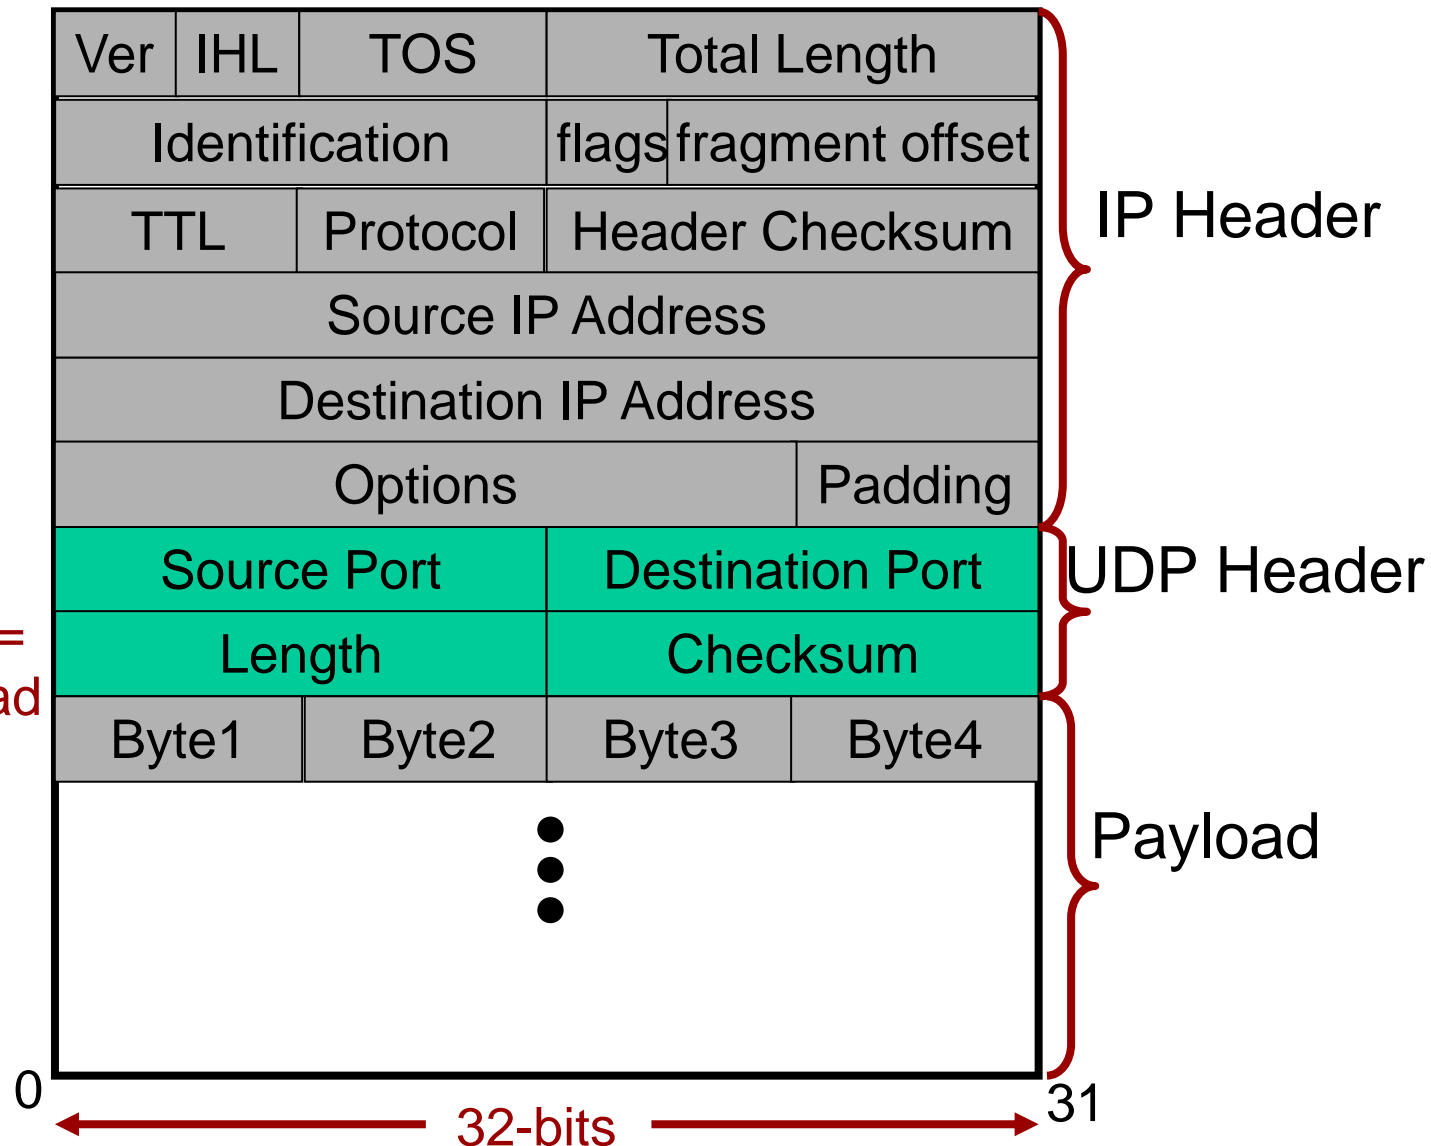 Ver IHL TOS Total Length
Identification flags fragment offset
TTL Protocol Header Checksum
IP Header
Source IP Address
Destination IP Address
Options Padding
Source Port Destination Port
UDP Header
=
Length Checksum
ad
Byte1 Byte2 Byte3 Byte4
Payload
0 31
32-bits